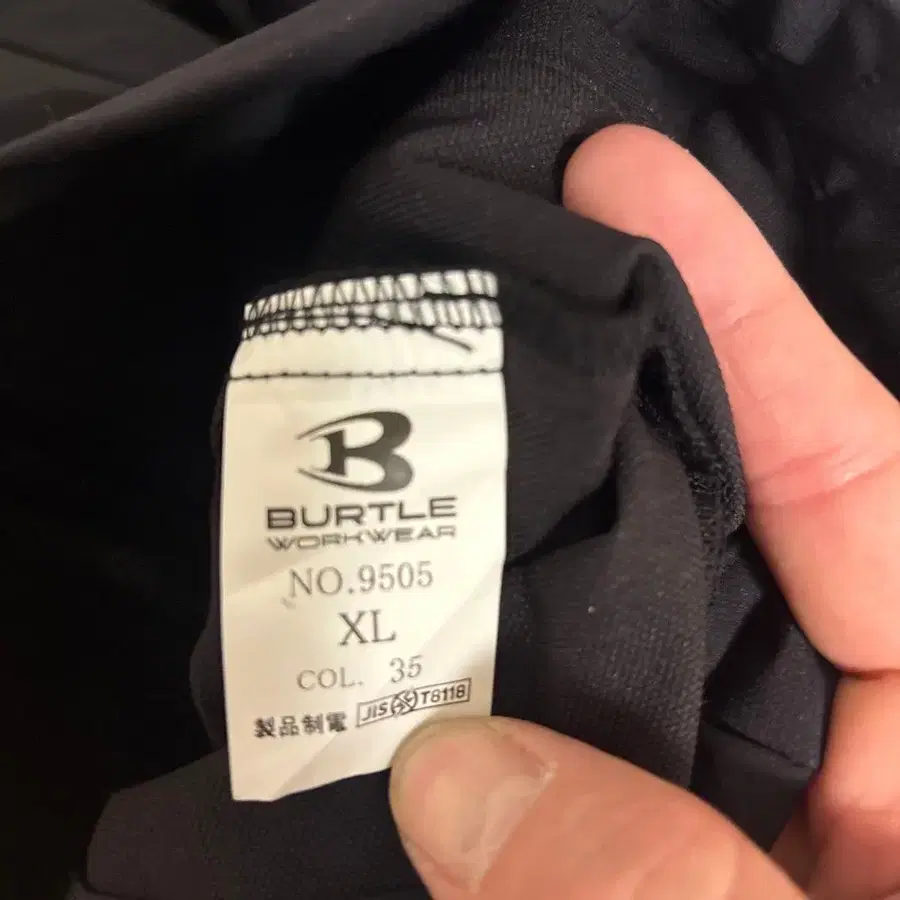 B
BURTLE
WORKWEAR
NO.9505
XL
COL. 35
製品制電 JIS T8118